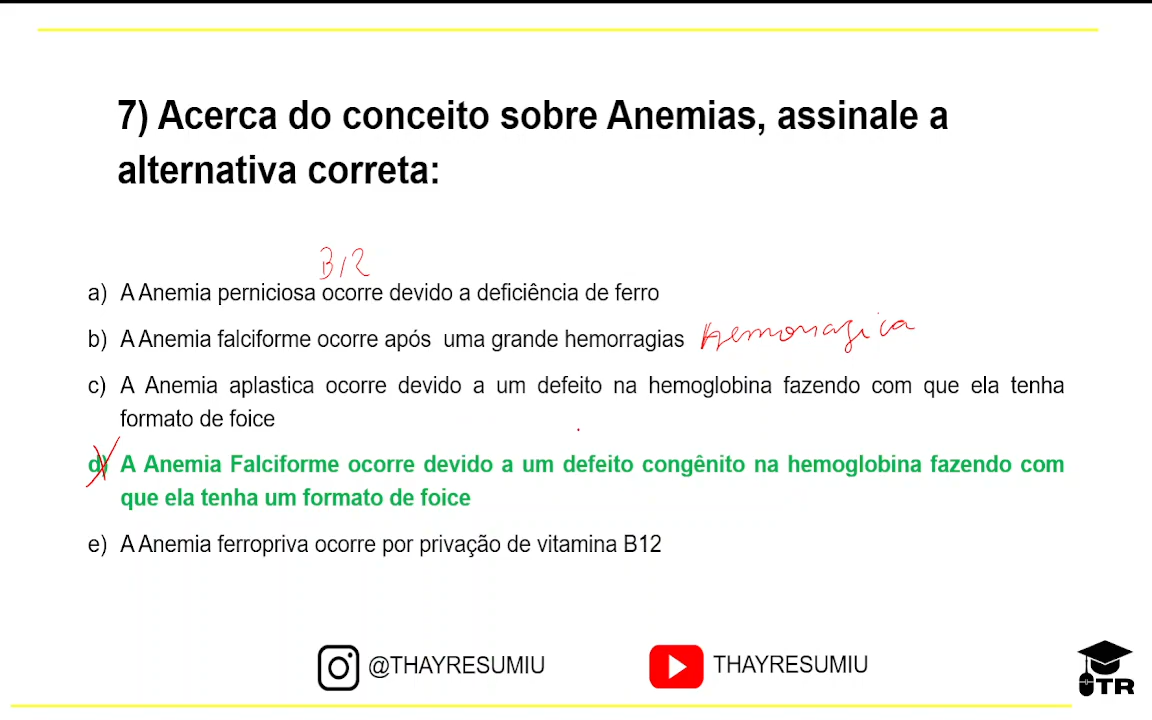 7) Acerca do conceito sobre Anemias, assinale a
alternativa correta:
B12
a) A Anemia perniciosa ocorre devido a deficiência de ferro
b) A Anemia falciforme ocorre após uma grande hemorragias Hemorragica
c) A Anemia aplastica ocorre devido a um defeito na hemoglobina fazendo com que ela tenha
formato de foice
d) A Anemia Falciforme ocorre devido a um defeito congênito na hemoglobina fazendo com
que ela tenha um formato de foice
e) A Anemia ferropriva ocorre por privação de vitamina B12
@THAYRESUMIU THAYRESUMIU
TR